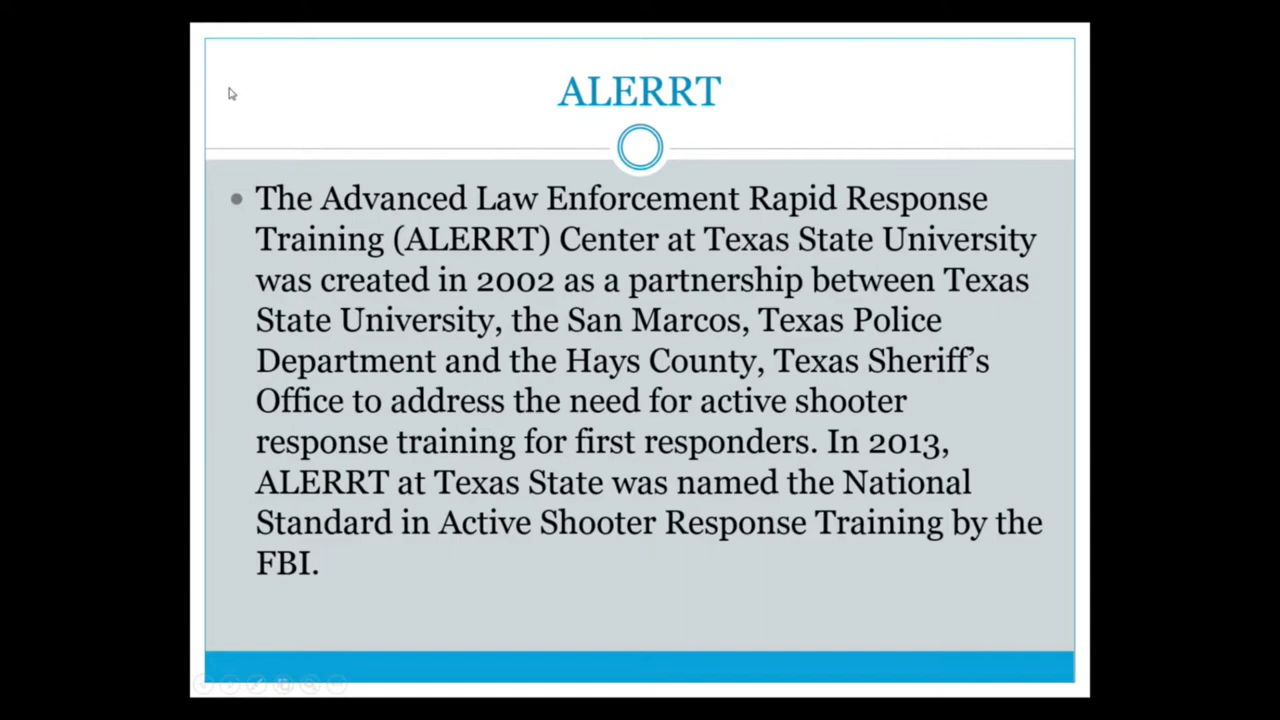 ALERRT
• The Advanced Law Enforcement Rapid Response
Training (ALERRT) Center at Texas State University
was created in 2002 as a partnership between Texas
State University, the San Marcos, Texas Police
Department and the Hays County, Texas Sheriff’s
Office to address the need for active shooter
response training for first responders. In 2013,
ALERRT at Texas State was named the National
Standard in Active Shooter Response Training by the
FBI.